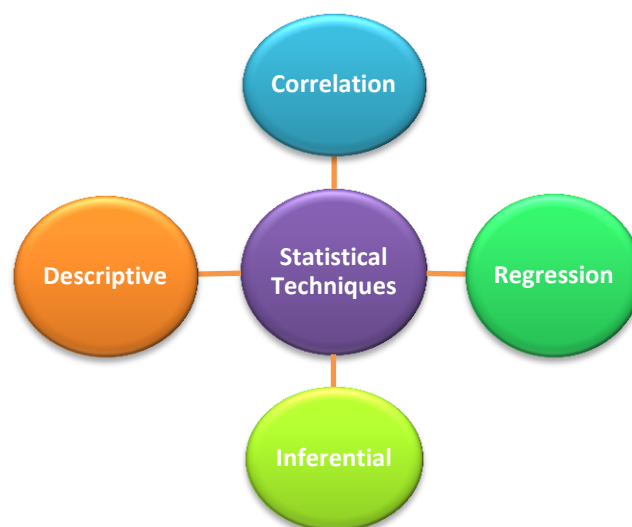 Correlation
Descriptive
Statistical
Techniques
Regression
Inferential